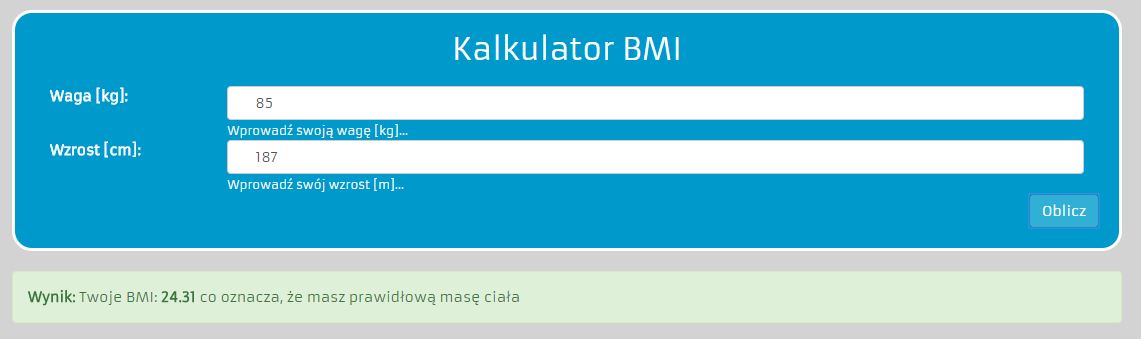 Kalkulator BMI
Waga [kg]: 85
Wprowadź swoją wagę [kg]...
Wzrost [cm]: 187
Wprowadź swój wzrost [m]...
Oblicz
Wynik: Twoje BMI: 24.31 co oznacza, że masz prawidłową masę ciała